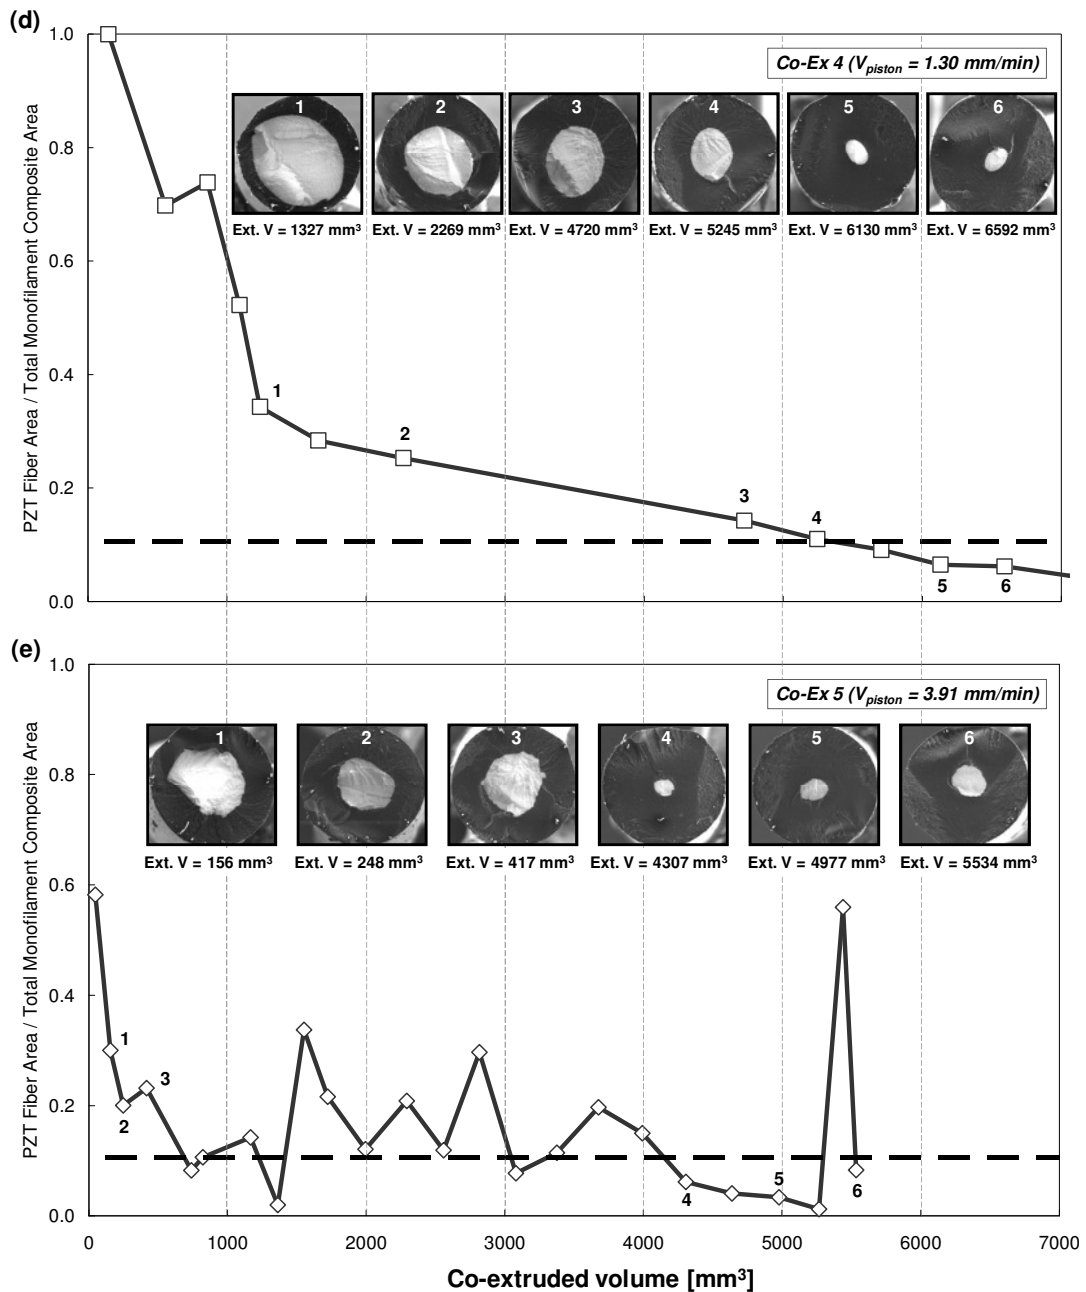 (d)
1.0
0.8
0.6
0.4
0.2
0.0
PZT Fiber Area / Total Monofilament Composite Area
Co-Ex 4 (Vpiston = 1.30 mm/min)
1 2 3 4 5 6
Ext. V = 1327 mm³ Ext. V = 2269 mm³ Ext. V = 4720 mm³ Ext. V = 5245 mm³ Ext. V = 6130 mm³ Ext. V = 6592 mm³
1
2
3
4
5 6
(e)
1.0
0.8
0.6
0.4
0.2
0.0
PZT Fiber Area / Total Monofilament Composite Area
Co-Ex 5 (Vpiston = 3.91 mm/min)
1 2 3 4 5 6
Ext. V = 156 mm³ Ext. V = 248 mm³ Ext. V = 417 mm³ Ext. V = 4307 mm³ Ext. V = 4977 mm³ Ext. V = 5534 mm³
1
3
2
5
4
6
0 1000 2000 3000 4000 5000 6000 7000
Co-extruded volume [mm³]